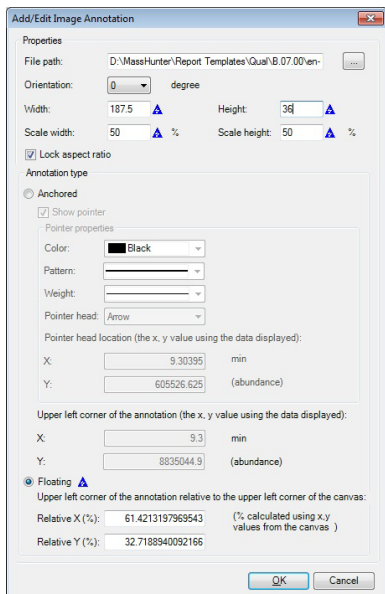 Add/Edit Image Annotation
Properties
File path: D:\MassHunter\Report Templates\Qual\B.07.00\en- ...
Orientation: 0 degree
Width: 187.5 Height: 36
Scale width: 50 % Scale height: 50 %
Lock aspect ratio
Annotation type
Anchored
Show pointer
Pointer properties
Color: Black
Pattern:
Weight:
Pointer head: Arrow
Pointer head location (the x, y value using the data displayed):
X: 9.30395 min
Y: 605526.625 (abundance)
Upper left corner of the annotation (the x, y value using the data displayed):
X: 9.3 min
Y: 8835044.9 (abundance)
Floating
Upper left corner of the annotation relative to the upper left corner of the canvas:
Relative X (%): 61.4213197969543 (% calculated using x,y
values from the canvas )
Relative Y (%): 32.7188940092166
OK Cancel